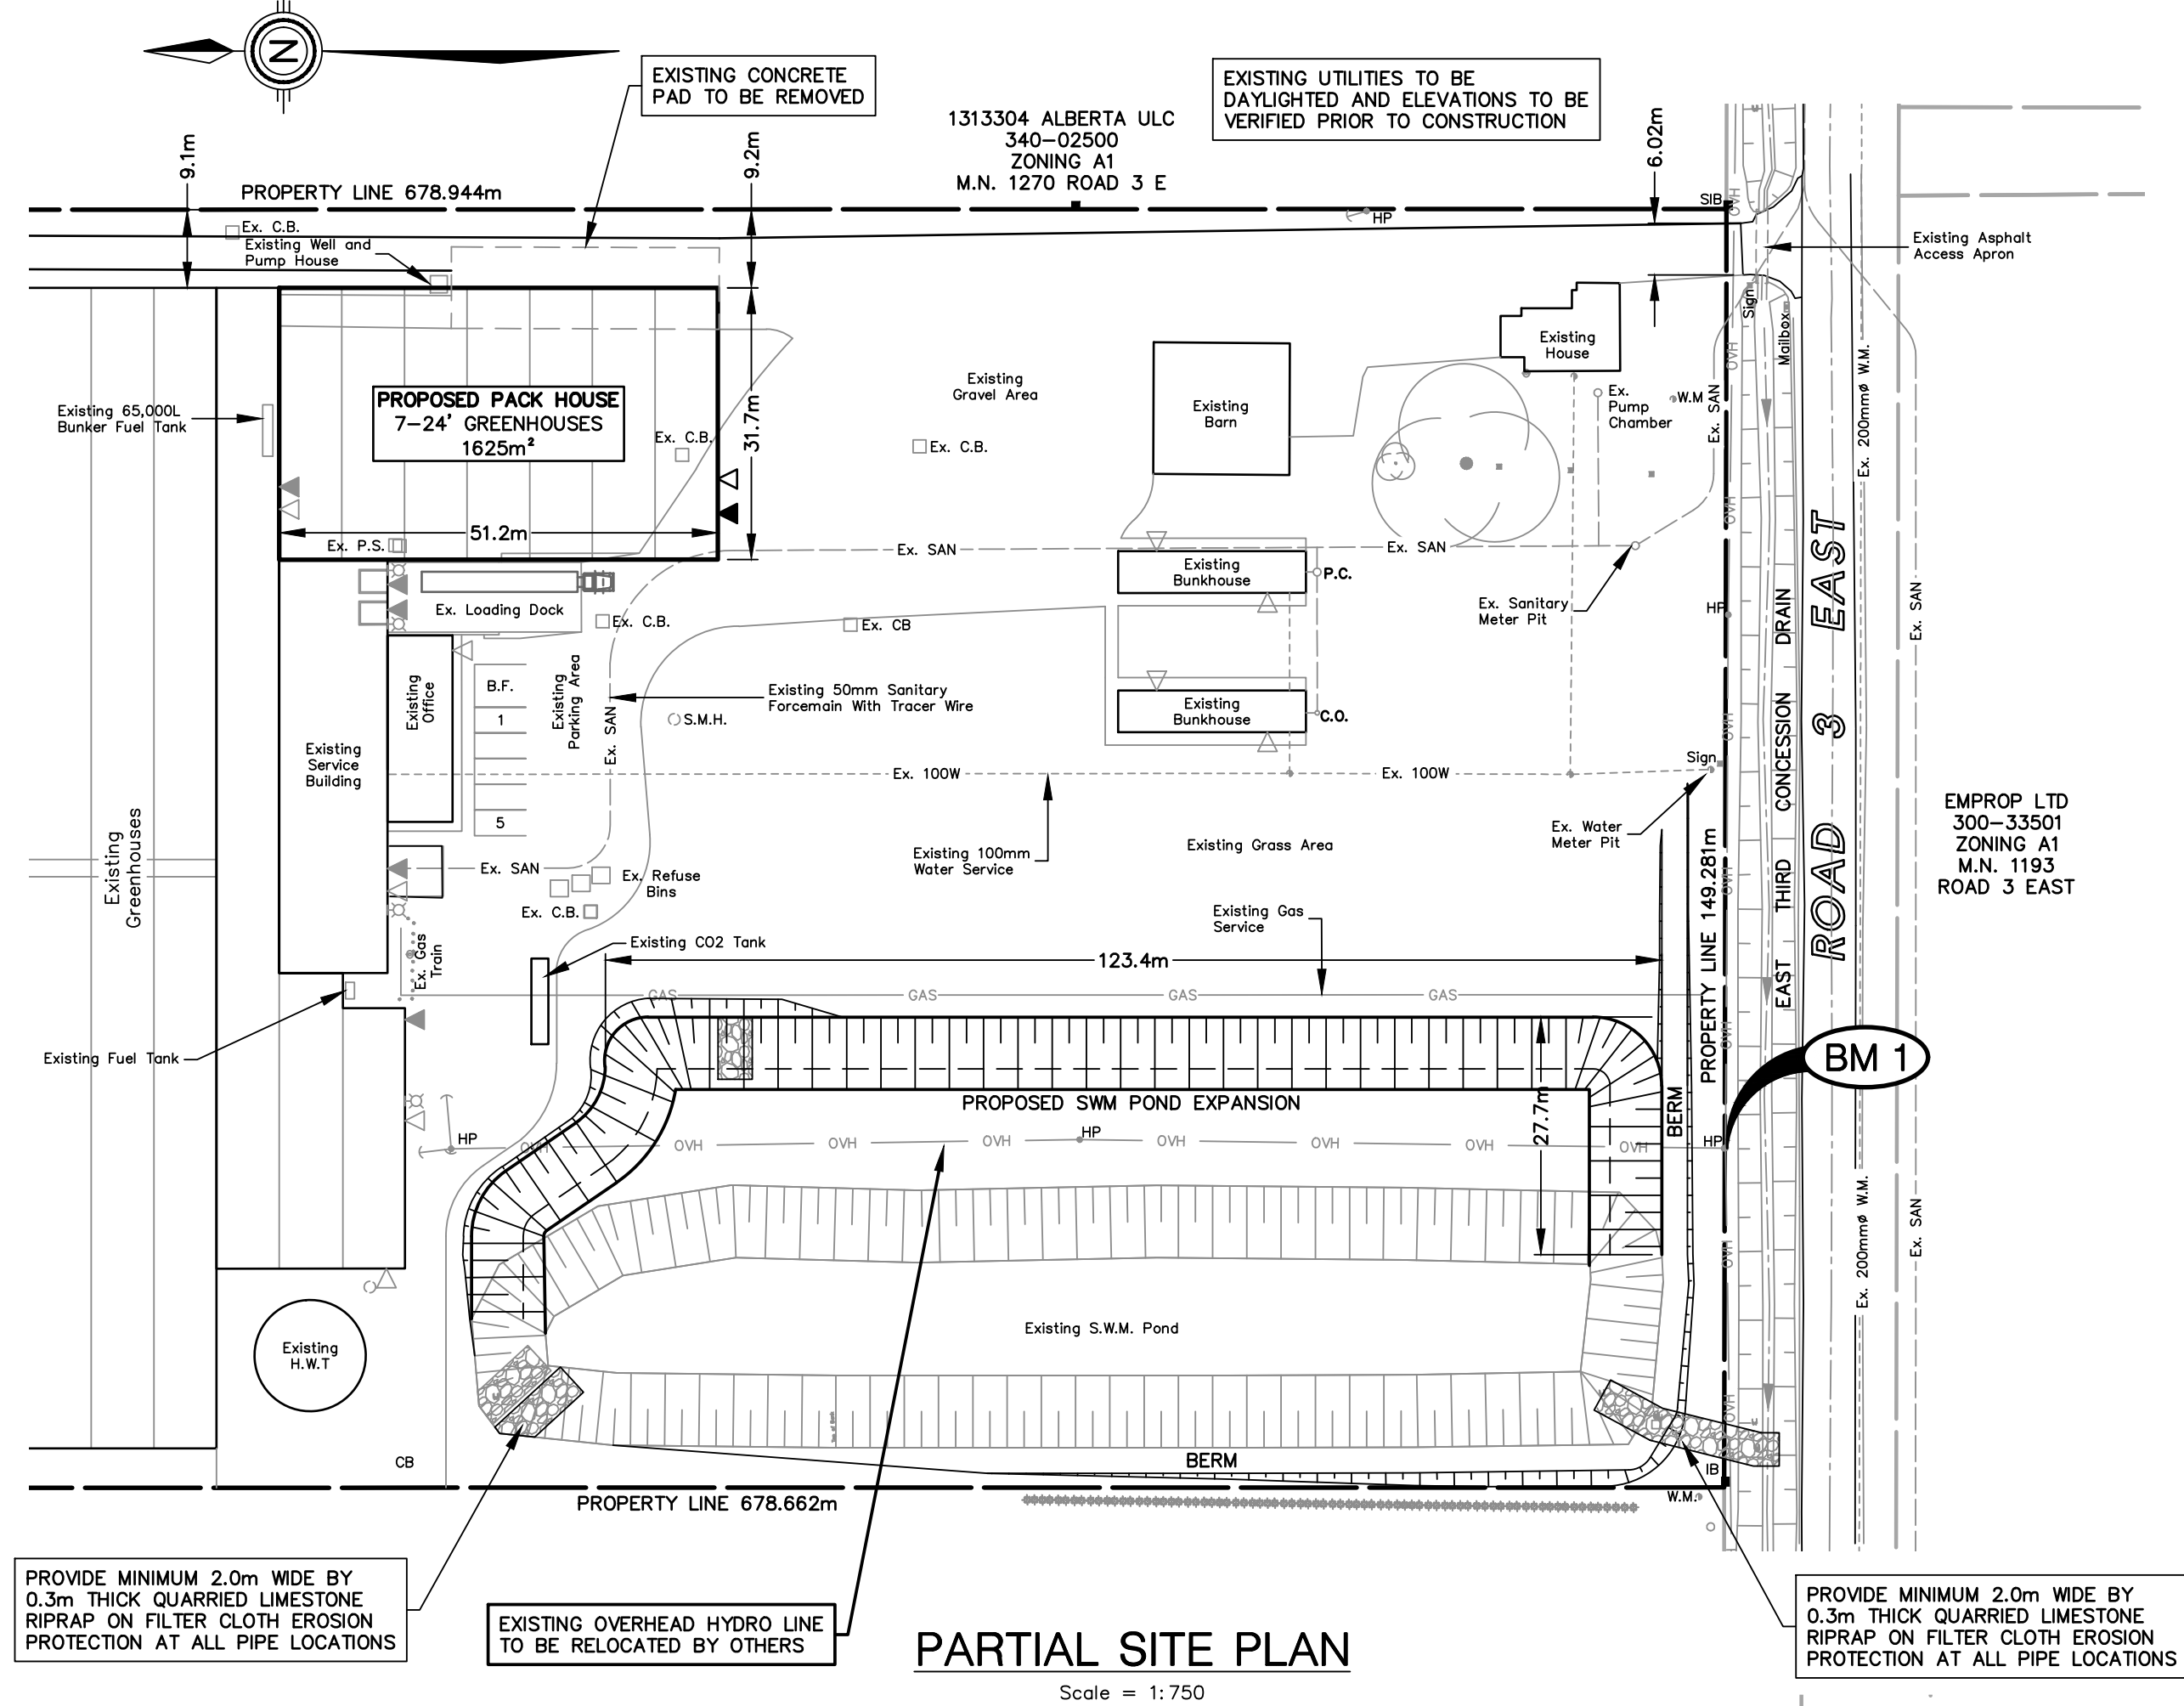 N
EXISTING CONCRETE
PAD TO BE REMOVED
EXISTING UTILITIES TO BE
DAYLIGHTED AND ELEVATIONS TO BE
VERIFIED PRIOR TO CONSTRUCTION
1313304 ALBERTA ULC
340-02500
ZONING A1
M.N. 1270 ROAD 3 E
9.1m
9.2m
6.02m
PROPERTY LINE 678.944m
SIB
HP
Ex. C.B.
Existing Well and
Pump House
OVH
Existing Asphalt
Access Apron
Sign
Mailbox
OVH
Existing
House
Existing 65,000L
Bunker Fuel Tank
PROPOSED PACK HOUSE
7-24' GREENHOUSES
1625m²
Ex. C.B.
31.7m
Existing
Gravel Area
Ex. C.B.
Existing
Barn
Ex.
Pump
Chamber
W.M
Ex. SAN
Ex. 200mmø W.M.
51.2m
Ex. P.S.
Ex. SAN
Ex. SAN
OVH
Existing
Bunkhouse
P.C.
Ex. Loading Dock
Ex. C.B.
Ex. CB
Ex. Sanitary
Meter Pit
HP
Ex. SAN
Existing
Office
B.F.
1
5
Existing
Parking Area
Ex. SAN
Existing 50mm Sanitary
Forcemain With Tracer Wire
S.M.H.
Existing
Bunkhouse
C.O.
OVH
Existing
Service
Building
Ex. 100W
Ex. 100W
Sign
EAST THIRD CONCESSION DRAIN
ROAD 3 EAST
Existing
Greenhouses
Existing 100mm
Water Service
Existing Grass Area
Ex. Water
Meter Pit
PROPERTY LINE 149.281m
OVH
EMPROP LTD
300-33501
ZONING A1
M.N. 1193
ROAD 3 EAST
Ex. SAN
Ex. Refuse
Bins
Ex. C.B.
Existing Gas
Service
Ex. Gas
Train
Existing CO2 Tank
123.4m
GAS
GAS
GAS
GAS
Existing Fuel Tank
OVH
BM 1
PROPOSED SWM POND EXPANSION
27.7m
BERM
HP
OVH
OVH
OVH
OVH
HP
OVH
OVH
OVH
OVH
HP
OVH
Ex. 200mmø W.M.
Ex. SAN
Existing S.W.M. Pond
Existing
H.W.T
OVH
CB
BERM
IB
PROPERTY LINE 678.662m
W.M.
PROVIDE MINIMUM 2.0m WIDE BY
0.3m THICK QUARRIED LIMESTONE
RIPRAP ON FILTER CLOTH EROSION
PROTECTION AT ALL PIPE LOCATIONS
EXISTING OVERHEAD HYDRO LINE
TO BE RELOCATED BY OTHERS
PROVIDE MINIMUM 2.0m WIDE BY
0.3m THICK QUARRIED LIMESTONE
RIPRAP ON FILTER CLOTH EROSION
PROTECTION AT ALL PIPE LOCATIONS
PARTIAL SITE PLAN
Scale = 1:750